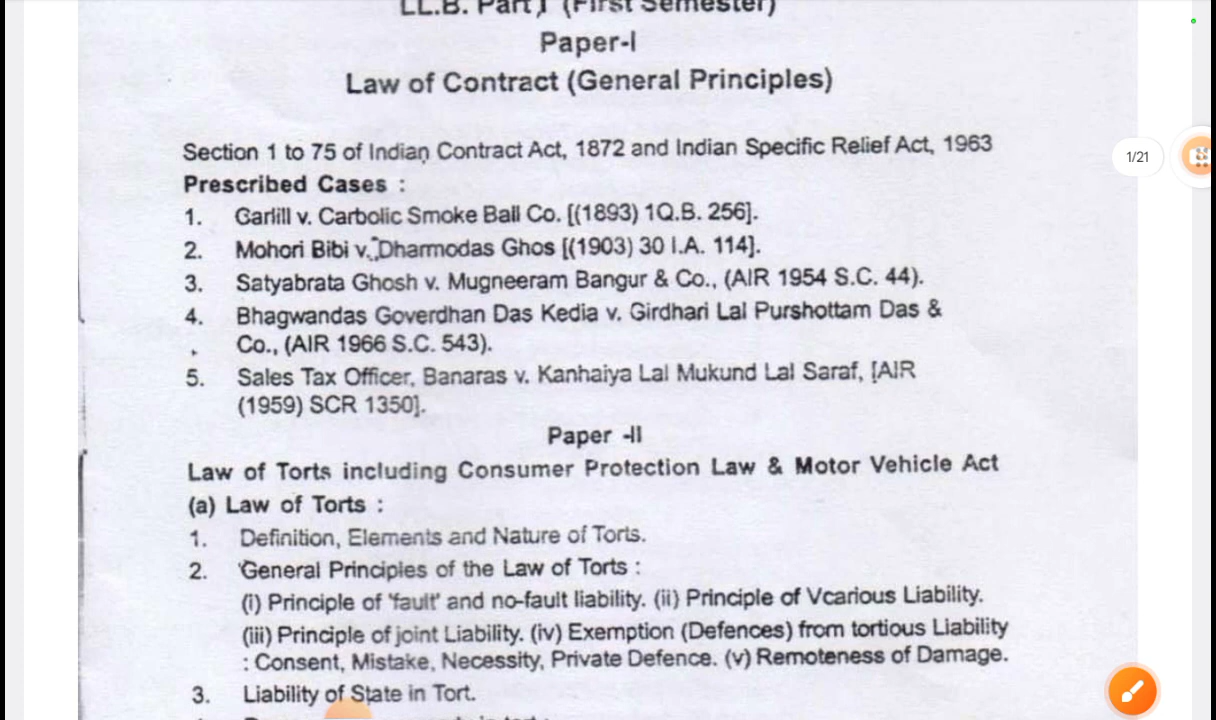 LL.B. Part I (First Semester)
Paper-I
Law of Contract (General Principles)
1/21
Section 1 to 75 of Indian Contract Act, 1872 and Indian Specific Relief Act, 1963
Prescribed Cases :
1. Garlill v. Carbolic Smoke Ball Co. [(1893) 1Q.B. 256].
2. Mohori Bibi v. Dharmodas Ghos [(1903) 30 I.A. 114].
3. Satyabrata Ghosh v. Mugneeram Bangur & Co., (AIR 1954 S.C. 44).
4. Bhagwandas Goverdhan Das Kedia v. Girdhari Lal Purshottam Das &
Co., (AIR 1966 S.C. 543).
5. Sales Tax Officer, Banaras v. Kanhaiya Lal Mukund Lal Saraf, [AIR
(1959) SCR 1350].
Paper -II
Law of Torts including Consumer Protection Law & Motor Vehicle Act
(a) Law of Torts :
1. Definition, Elements and Nature of Torts.
2. 'General Principles of the Law of Torts :
(i) Principle of 'fault' and no-fault liability. (ii) Principle of Vcarious Liability.
(iii) Principle of joint Liability. (iv) Exemption (Defences) from tortious Liability
: Consent, Mistake, Necessity, Private Defence. (v) Remoteness of Damage.
3. Liability of State in Tort.